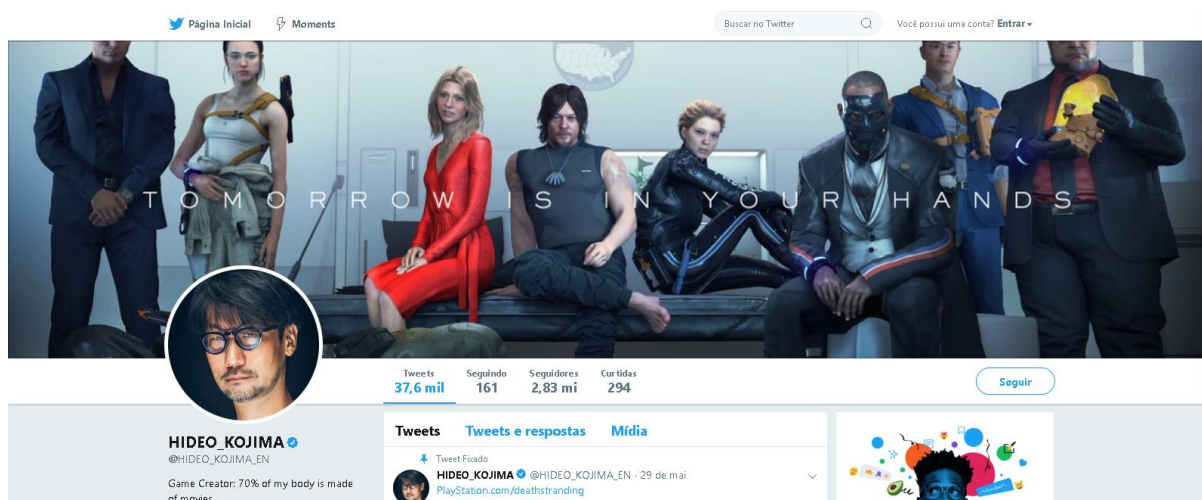 Página Inicial
Moments
Buscar no Twitter
Você possui uma conta? Entrar
TOMORROW IS IN YOUR HANDS
Tweets Seguindo Seguidores Curtidas
37,6 mil 161 2,83 mi 294
Seguir
HIDEO_KOJIMA
@HIDEO_KOJIMA_EN
Game Creator: 70% of my body is made
of movies
Tweets Tweets e respostas Mídia
Tweet Fixado
HIDEO_KOJIMA @HIDEO_KOJIMA_EN · 29 de mai
PlayStation.com/deathstranding